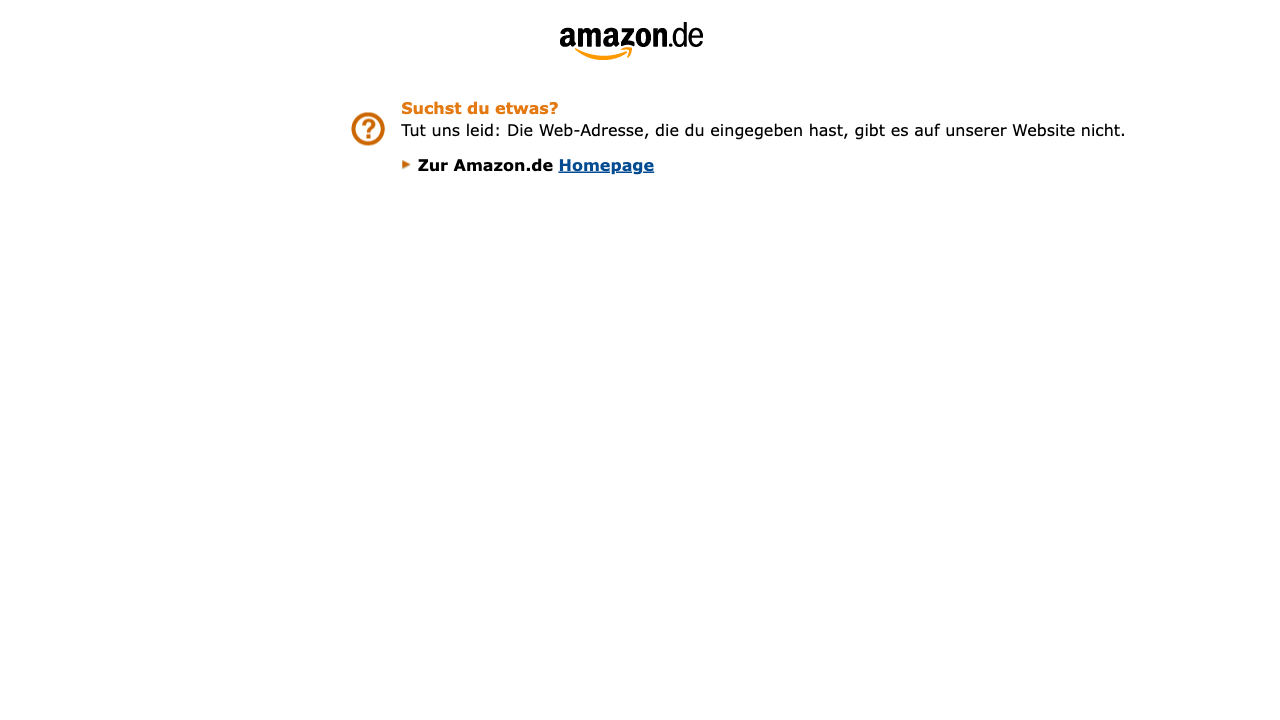 amazon.de
Suchst du etwas?
Tut uns leid: Die Web-Adresse, die du eingegeben hast, gibt es auf unserer Website nicht.
Zur Amazon.de Homepage